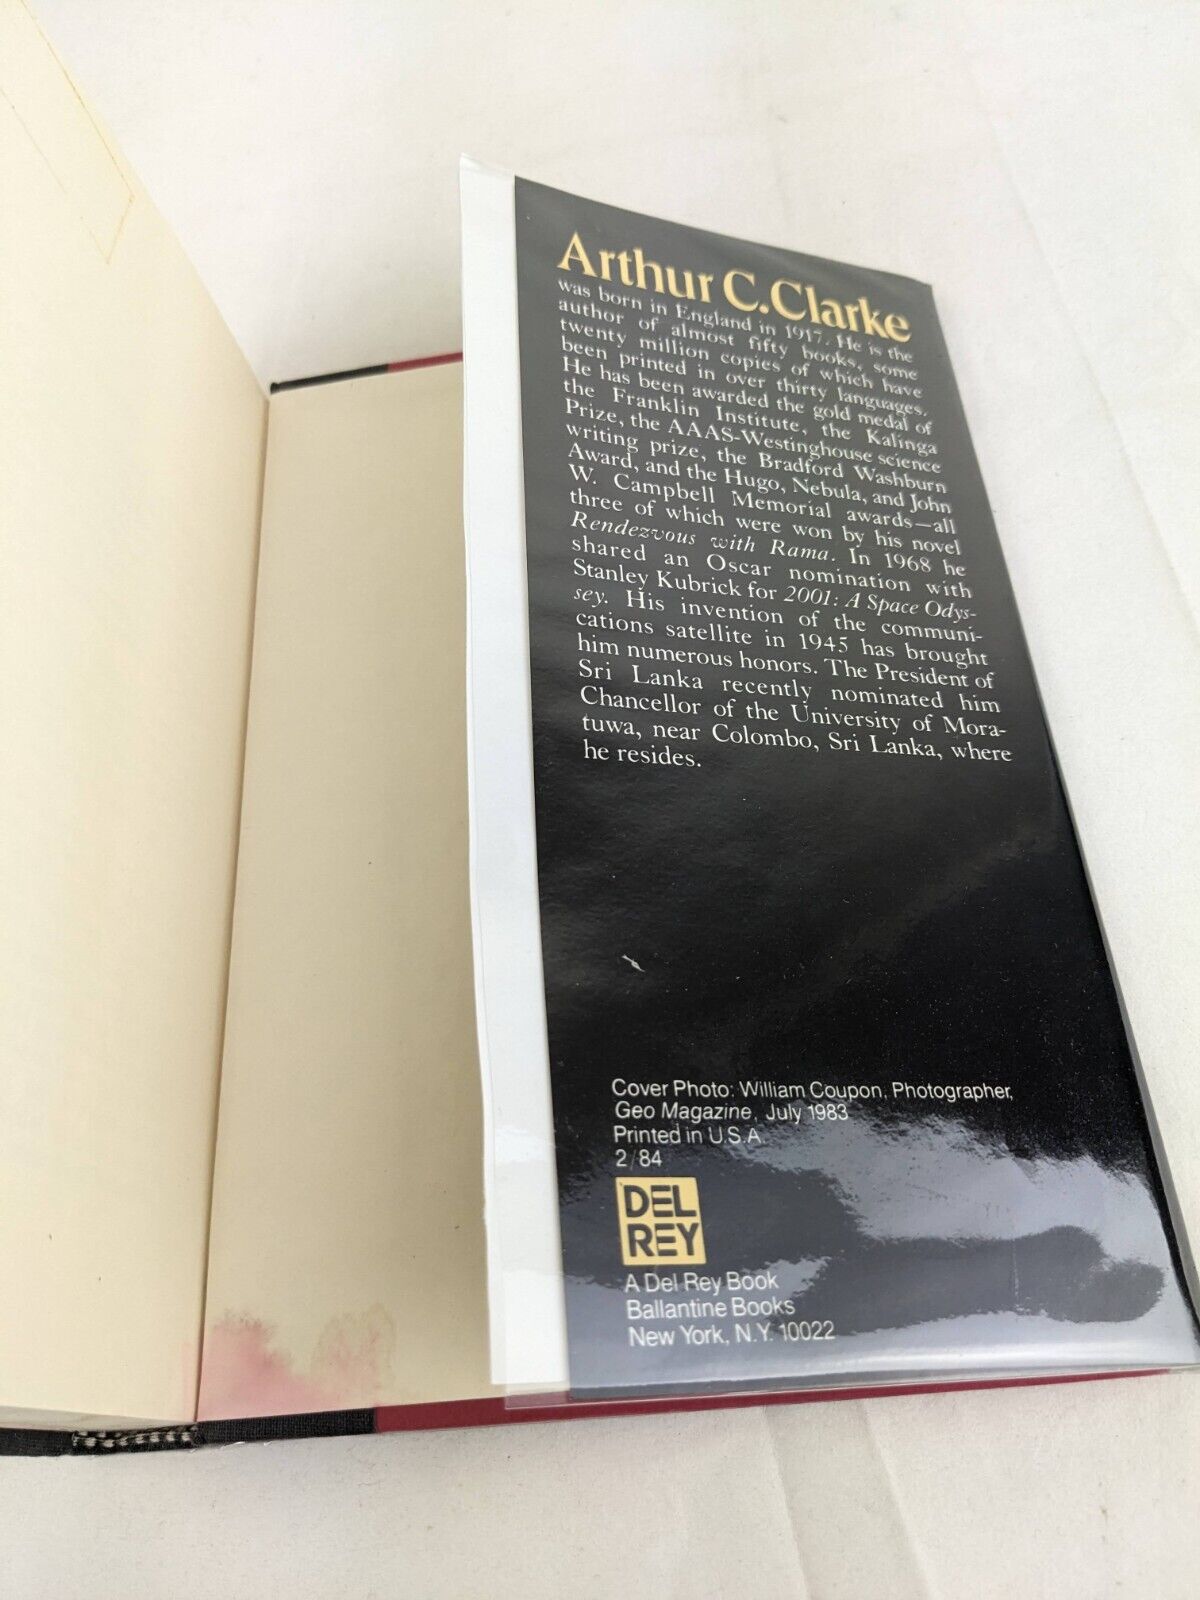 Arthur C. Clarke
was born in England in 1917. He is the
author of almost fifty books, some
twenty million copies of which have
been printed in over thirty languages.
He has been awarded the gold medal of
the Franklin Institute, the Kalinga
Prize, the AAAS-Westinghouse science
writing prize, the Bradford Washburn
Award, and the Hugo, Nebula, and John
W. Campbell Memorial awards—all
three of which were won by his novel
Rendezvous with Rama. In 1968 he
shared an Oscar nomination with
Stanley Kubrick for 2001: A Space Odys-
sey. His invention of the communi-
cations satellite in 1945 has brought
him numerous honors. The President of
Sri Lanka recently nominated him
Chancellor of the University of Mora-
tuwa, near Colombo, Sri Lanka, where
he resides.
Cover Photo: William Coupon, Photographer,
Geo Magazine, July 1983
Printed in U.S.A.
2/84
DEL
REY
A Del Rey Book
Ballantine Books
New York, N.Y. 10022